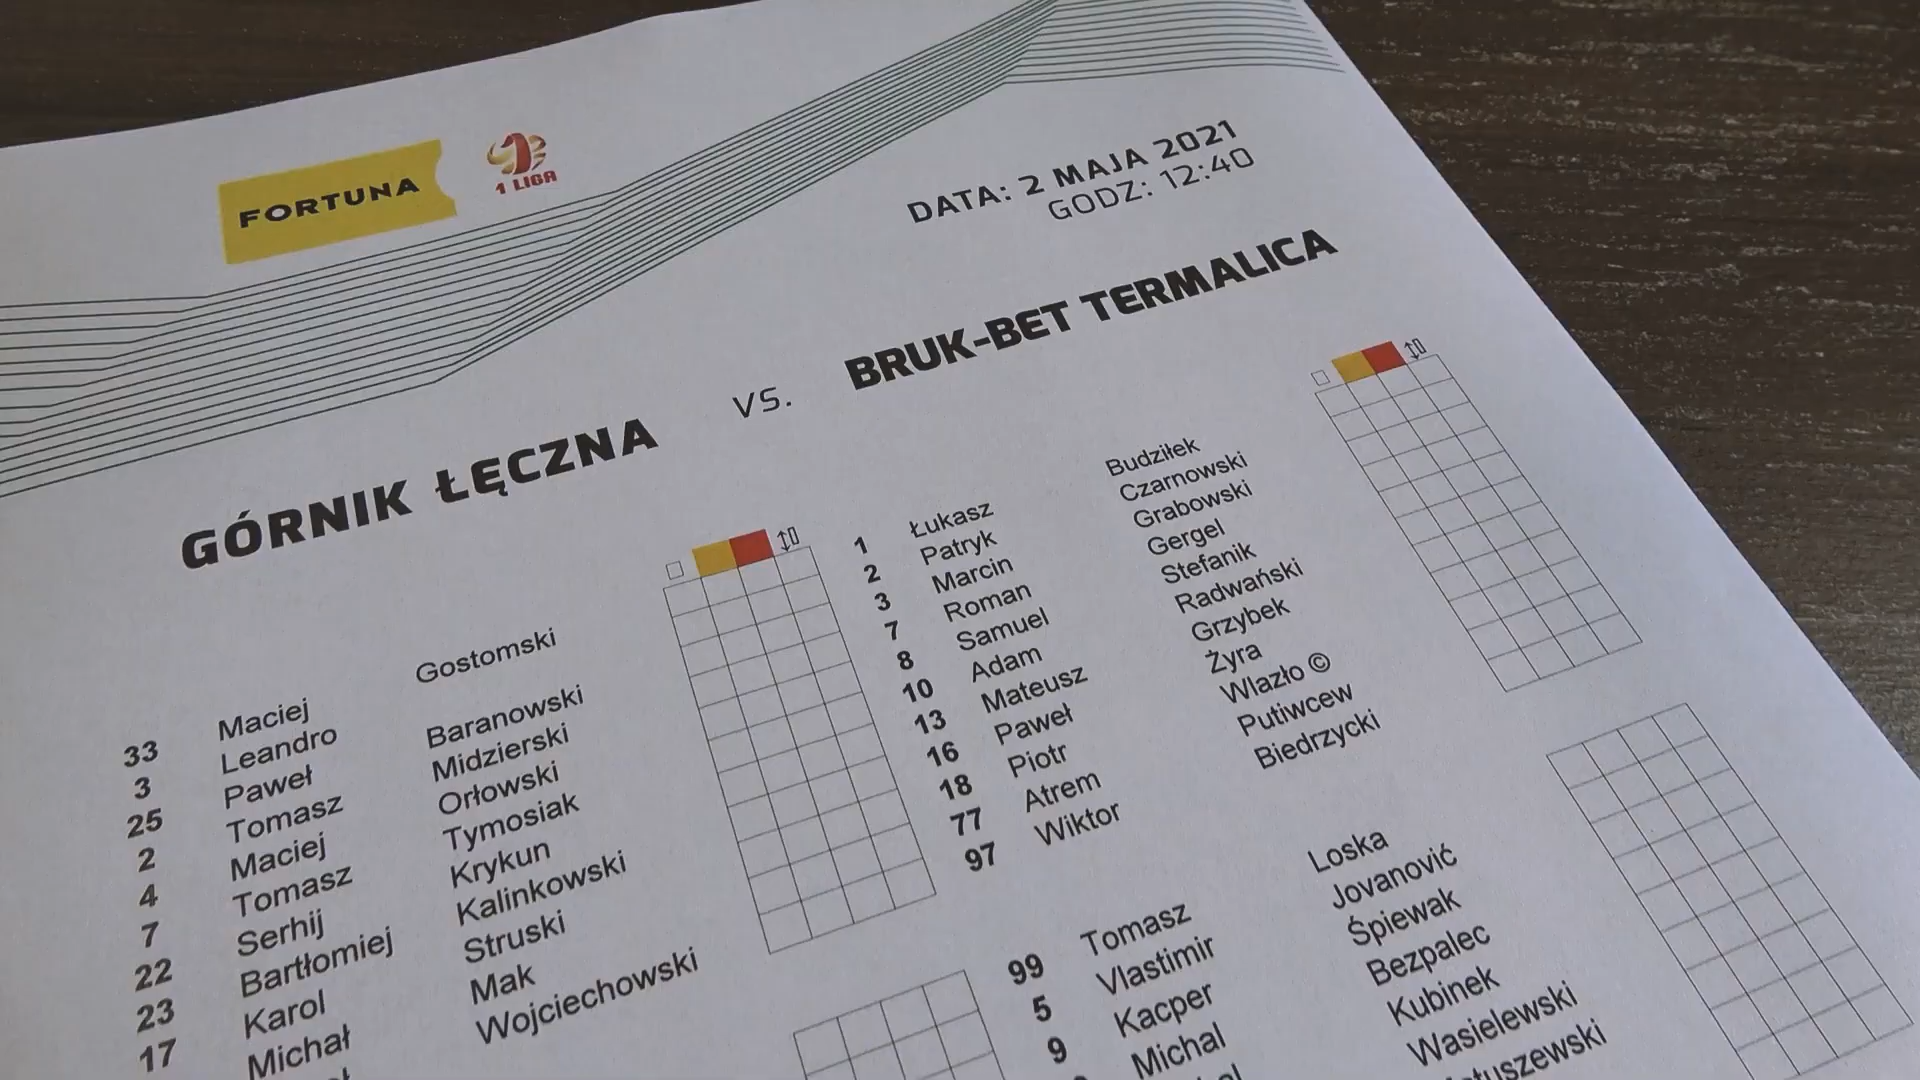 FORTUNA
1 LIGA
DATA: 2 MAJA 2021
GODZ: 12:40
GÓRNIK ŁĘCZNA VS. BRUK-BET TERMALICA
33 Maciej Gostomski
3 Leandro
25 Paweł Baranowski
2 Tomasz Midzierski
4 Maciej Orłowski
7 Tomasz Tymosiak
22 Serhij Krykun
23 Bartłomiej Kalinkowski
17 Karol Struski
Michał Mak
Wojciechowski
1 Łukasz Budziłek
2 Patryk Czarnowski
3 Marcin Grabowski
7 Roman Gergel
8 Samuel Stefanik
10 Adam Radwański
13 Mateusz Grzybek
16 Paweł Żyra
18 Piotr Wlazło ©
77 Atrem Putiwcew
97 Wiktor Biedrzycki
99 Tomasz Loska
5 Vlastimir Jovanović
9 Kacper Śpiewak
Michal Bezpalec
Kubinek
Wasielewski